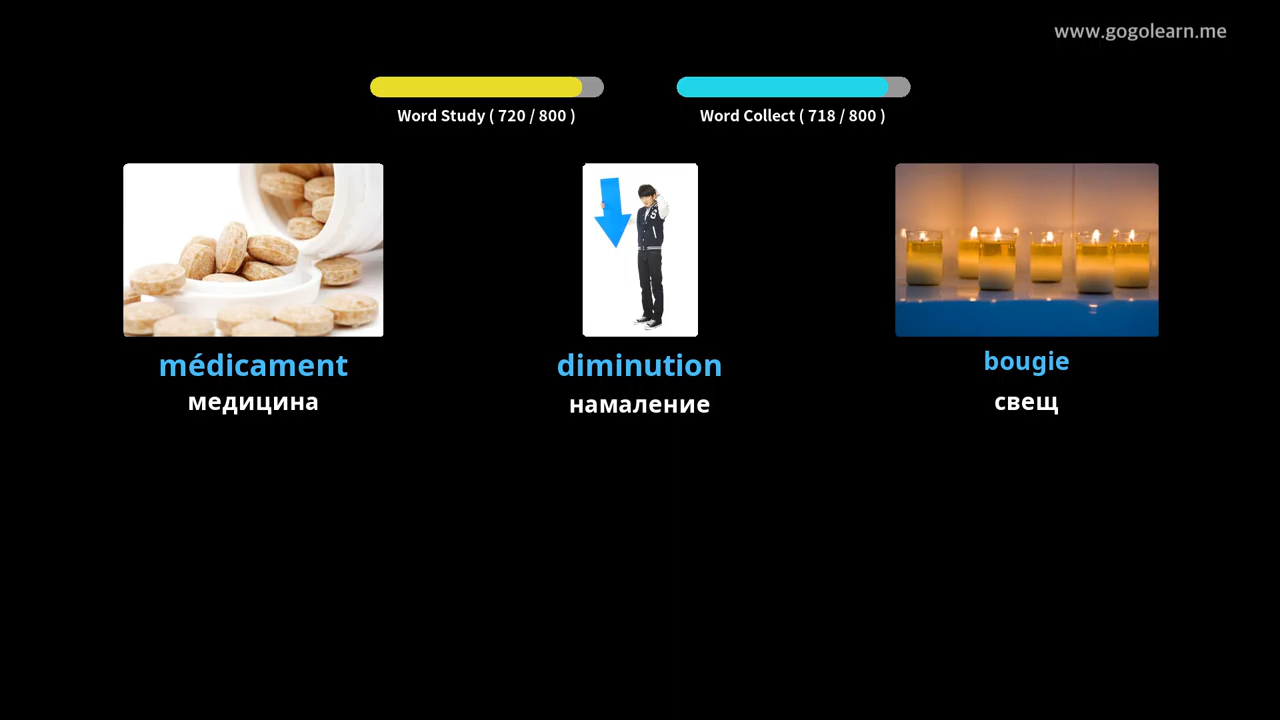 www.gogolearn.me
Word Study ( 720 / 800 )
Word Collect ( 718 / 800 )
médicament
diminution
bougie
медицина
намаление
свещ